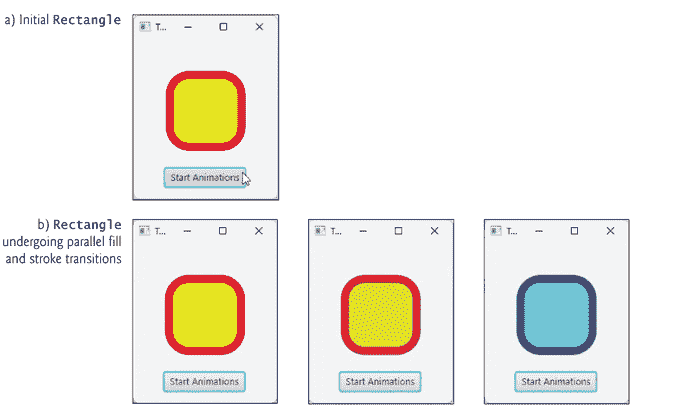 a) Initial Rectangle
T...
Start Animations
b) Rectangle
undergoing parallel fill
and stroke transitions
T...
T...
T...
Start Animations
Start Animations
Start Animations